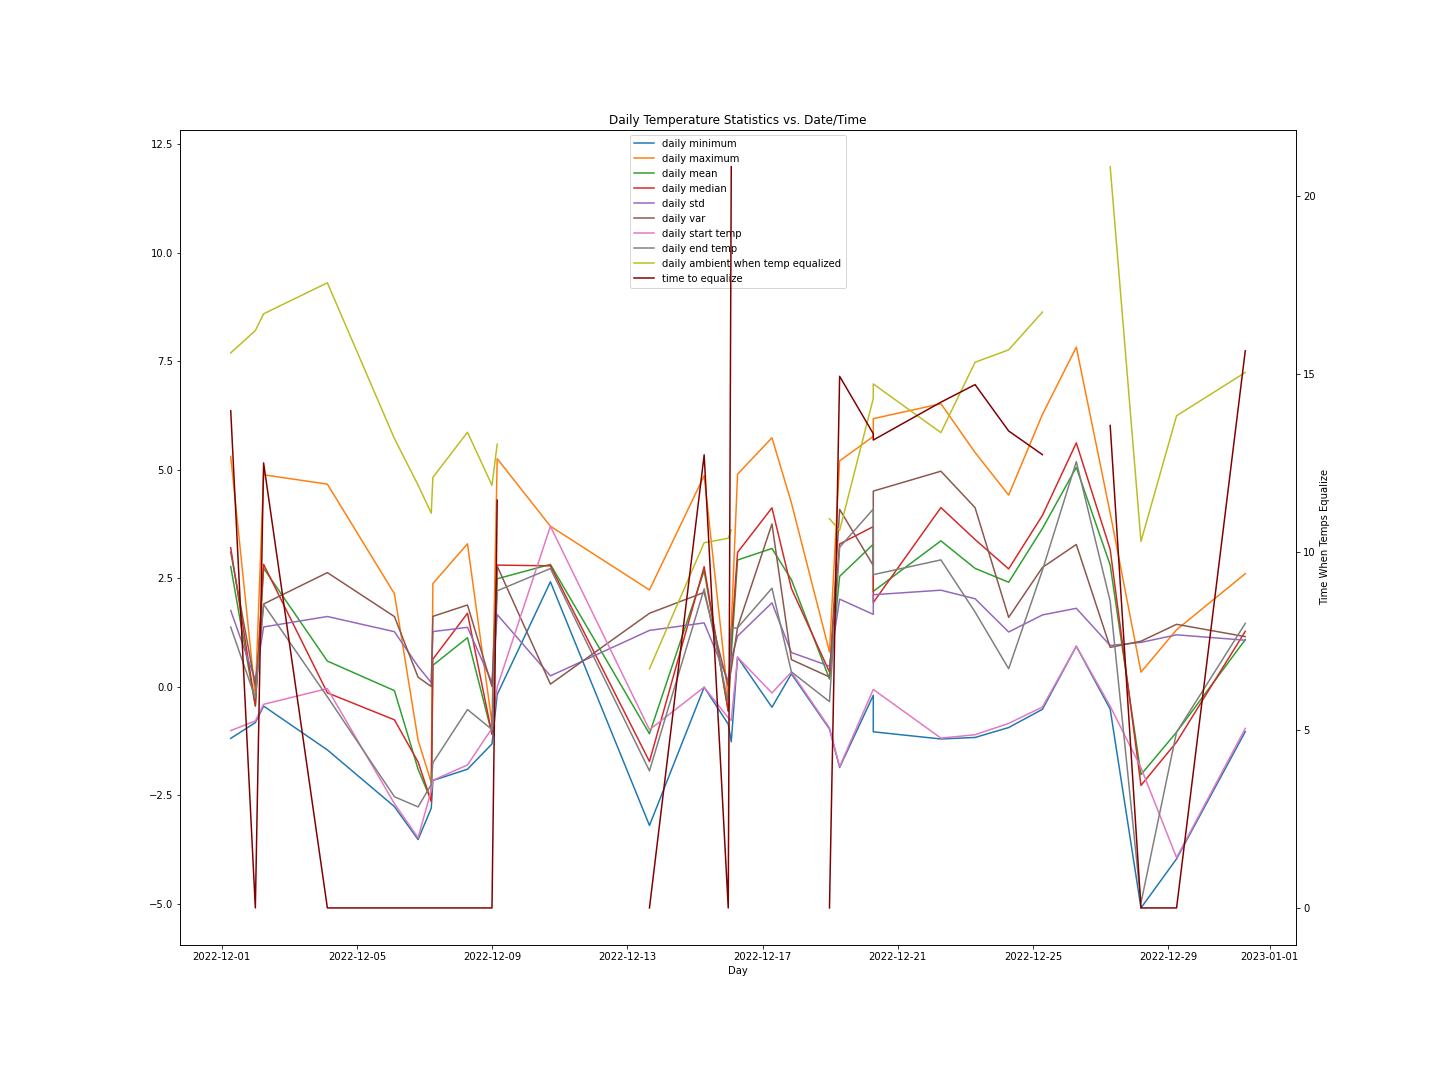 Daily Temperature Statistics vs. Date/Time
daily minimum
daily maximum
daily mean
daily median
daily std
daily var
daily start temp
daily end temp
daily ambient when temp equalized
time to equalize
12.5
10.0
7.5
5.0
2.5
0.0
−2.5
−5.0
20
15
10
5
0
Time When Temps Equalize
2022-12-01 2022-12-05 2022-12-09 2022-12-13 2022-12-17 2022-12-21 2022-12-25 2022-12-29 2023-01-01
Day